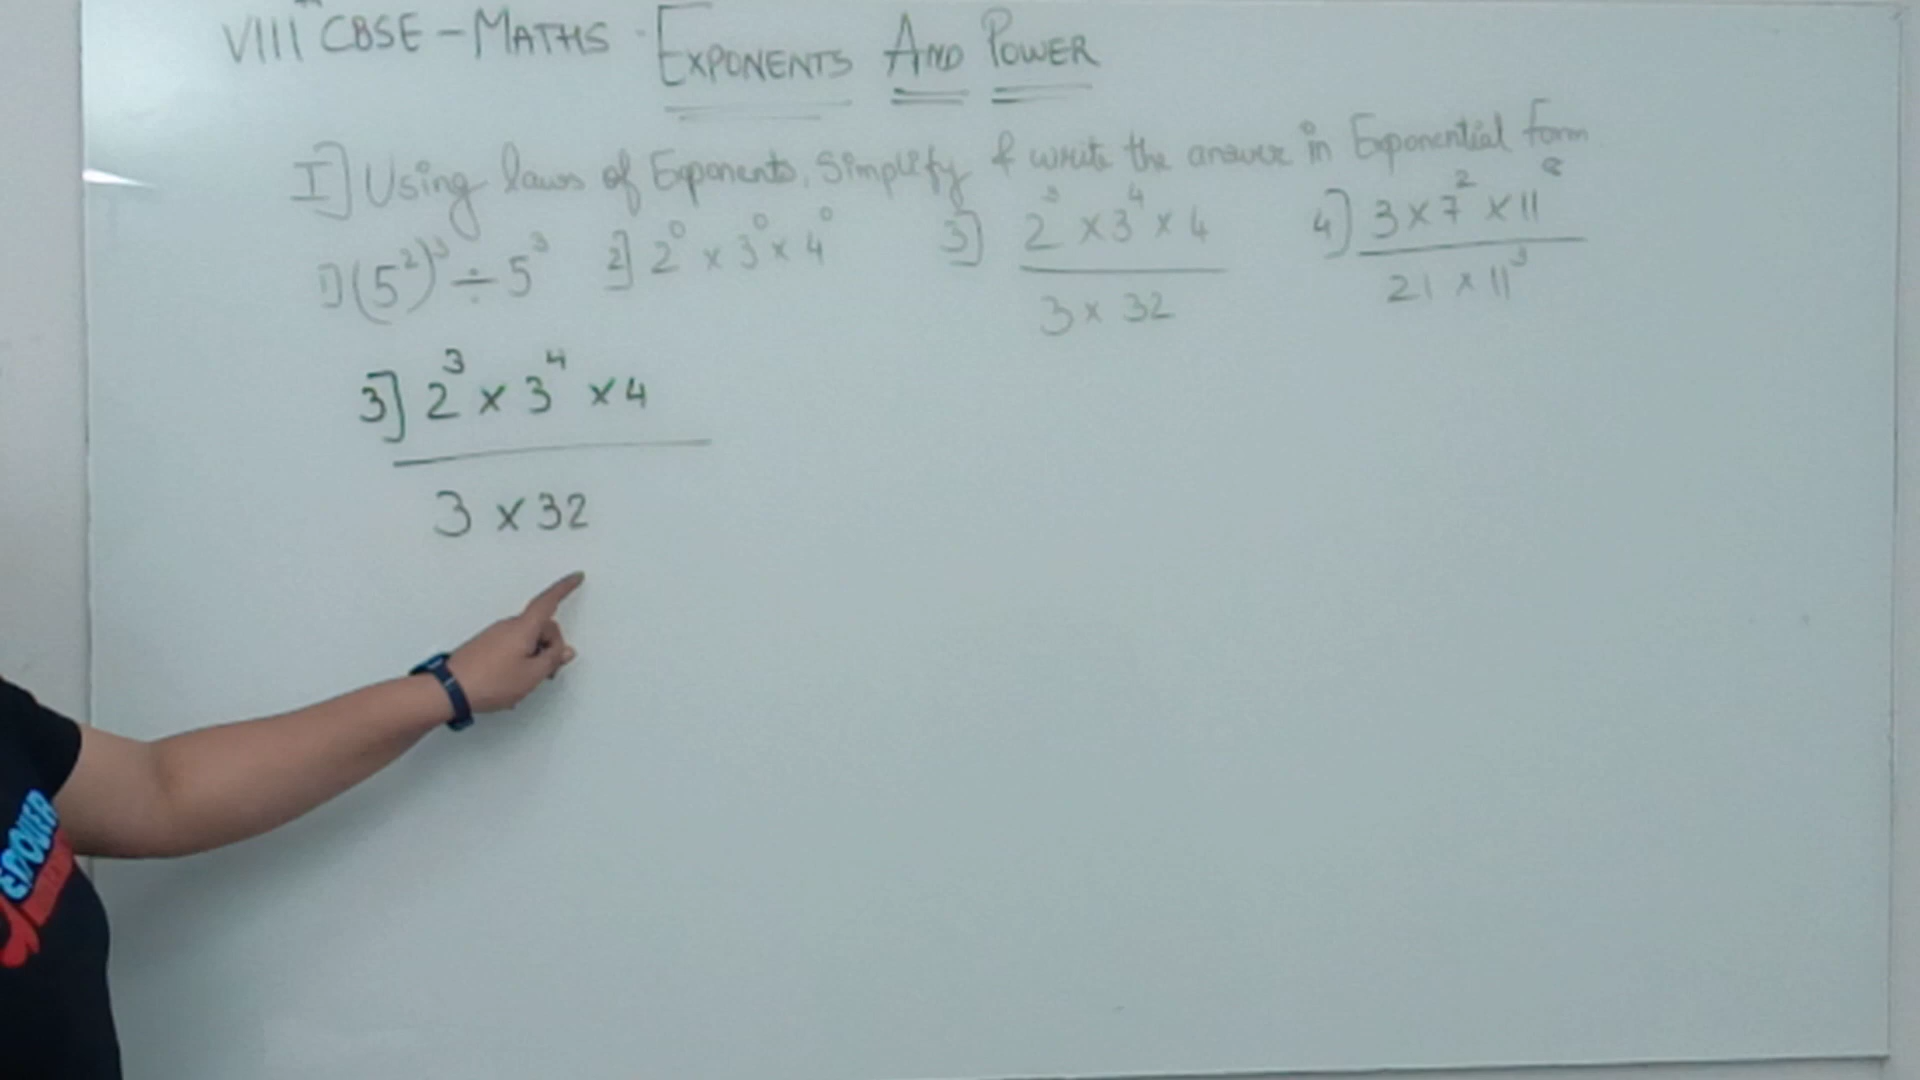 VIII CBSE - MATHS. EXPONENTS AND POWER
I] Using laws of Exponents, Simplify & write the answer in Exponential form
1) (5²)³ ÷ 5³ 2] 2⁰ × 3⁰ × 4⁰ 3] 2³ × 3⁴ × 4 4] 3 × 7² × 11⁸
3 × 32 21 × 11³
3] 2³ × 3⁴ × 4
3 × 32